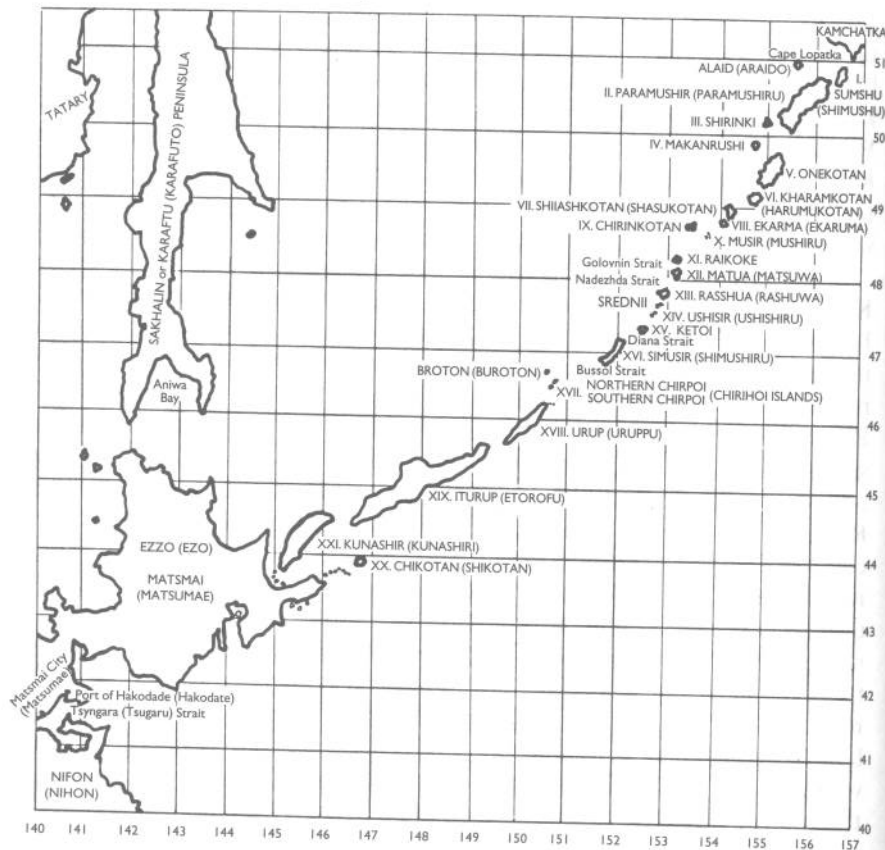 KAMCHATKA
Cape Lopatka
ALAID (ARAIDO)
51
I.
SUMSHU
(SHIMUSHU)
II. PARAMUSHIR (PARAMUSHIRU)
TATARY
SAKHALIN or KARAFTU (KARAFUTO) PENINSULA
III. SHIRINKI
50
IV. MAKANRUSHI
V. ONEKOTAN
VI. KHARAMKOTAN
(HARUMUKOTAN)
49
VII. SHIIASHKOTAN (SHASUKOTAN)
VIII. EKARMA (EKARUMA)
IX. CHIRINKOTAN
X. MUSIR (MUSHIRU)
XI. RAIKOKE
Golovnin Strait
XII. MATUA (MATSUWA)
48
Nadezhda Strait
XIII. RASSHUA (RASHUWA)
SREDNII
XIV. USHISIR (USHISHIRU)
XV. KETOI
Diana Strait
XVI. SIMUSIR (SHIMUSHIRU)
47
Bussol Strait
BROTON (BUROTON)
XVII. NORTHERN CHIRPOI
SOUTHERN CHIRPOI
(CHIRIHOI ISLANDS)
Aniwa
Bay
46
XVIII. URUP (URUPPU)
45
XIX. ITURUP (ETOROFU)
EZZO (EZO)
XXI. KUNASHIR (KUNASHIRI)
XX. CHIKOTAN (SHIKOTAN)
44
MATSMAI
(MATSUMAE)
43
Matsmai City
(Matsumae)
Port of Hakodade (Hakodate)
Tsyngara (Tsugaru) Strait
42
41
NIFON
(NIHON)
40
140 141 142 143 144 145 146 147 148 149 150 151 152 153 154 155 156 157